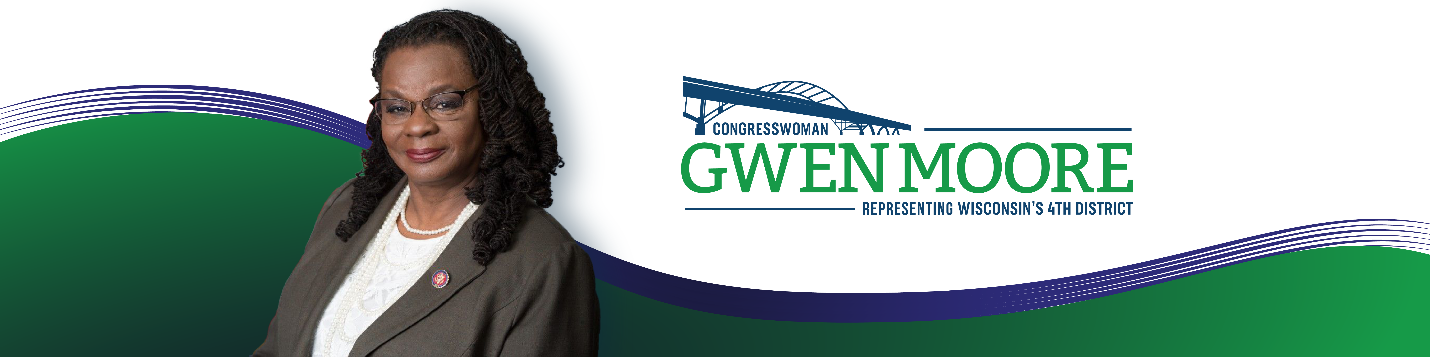 CONGRESSWOMAN
GWEN MOORE
REPRESENTING WISCONSIN'S 4TH DISTRICT